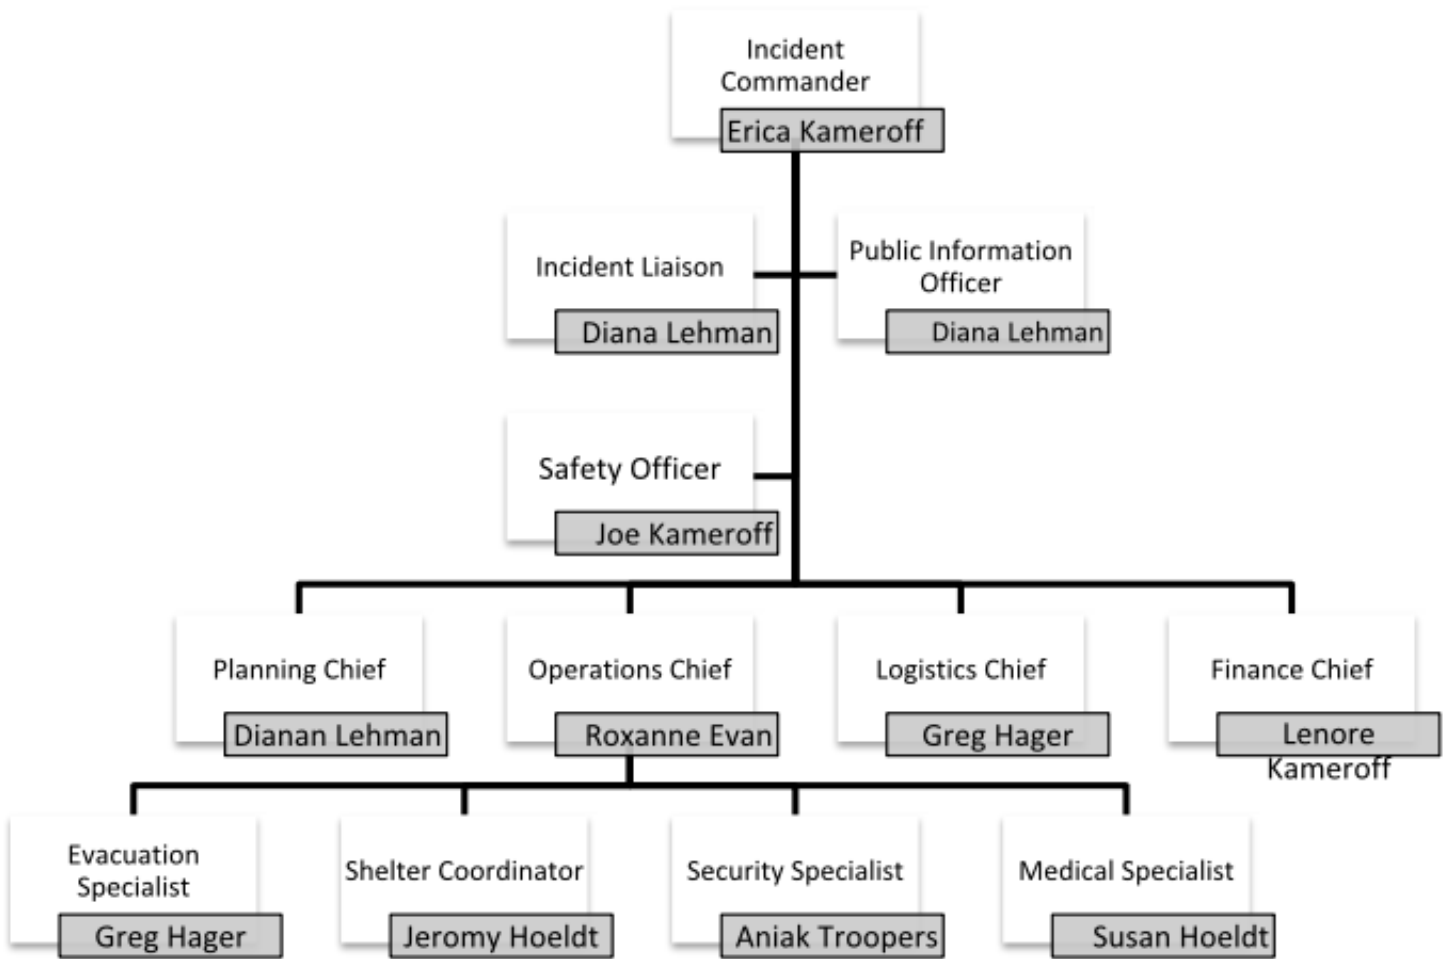 Incident
Commander
Erica Kameroff
Incident Liaison
Diana Lehman
Public Information
Officer
Diana Lehman
Safety Officer
Joe Kameroff
Planning Chief
Dianan Lehman
Operations Chief
Roxanne Evan
Logistics Chief
Greg Hager
Finance Chief
Lenore
Kameroff
Evacuation
Specialist
Greg Hager
Shelter Coordinator
Jeromy Hoeldt
Security Specialist
Aniak Troopers
Medical Specialist
Susan Hoeldt